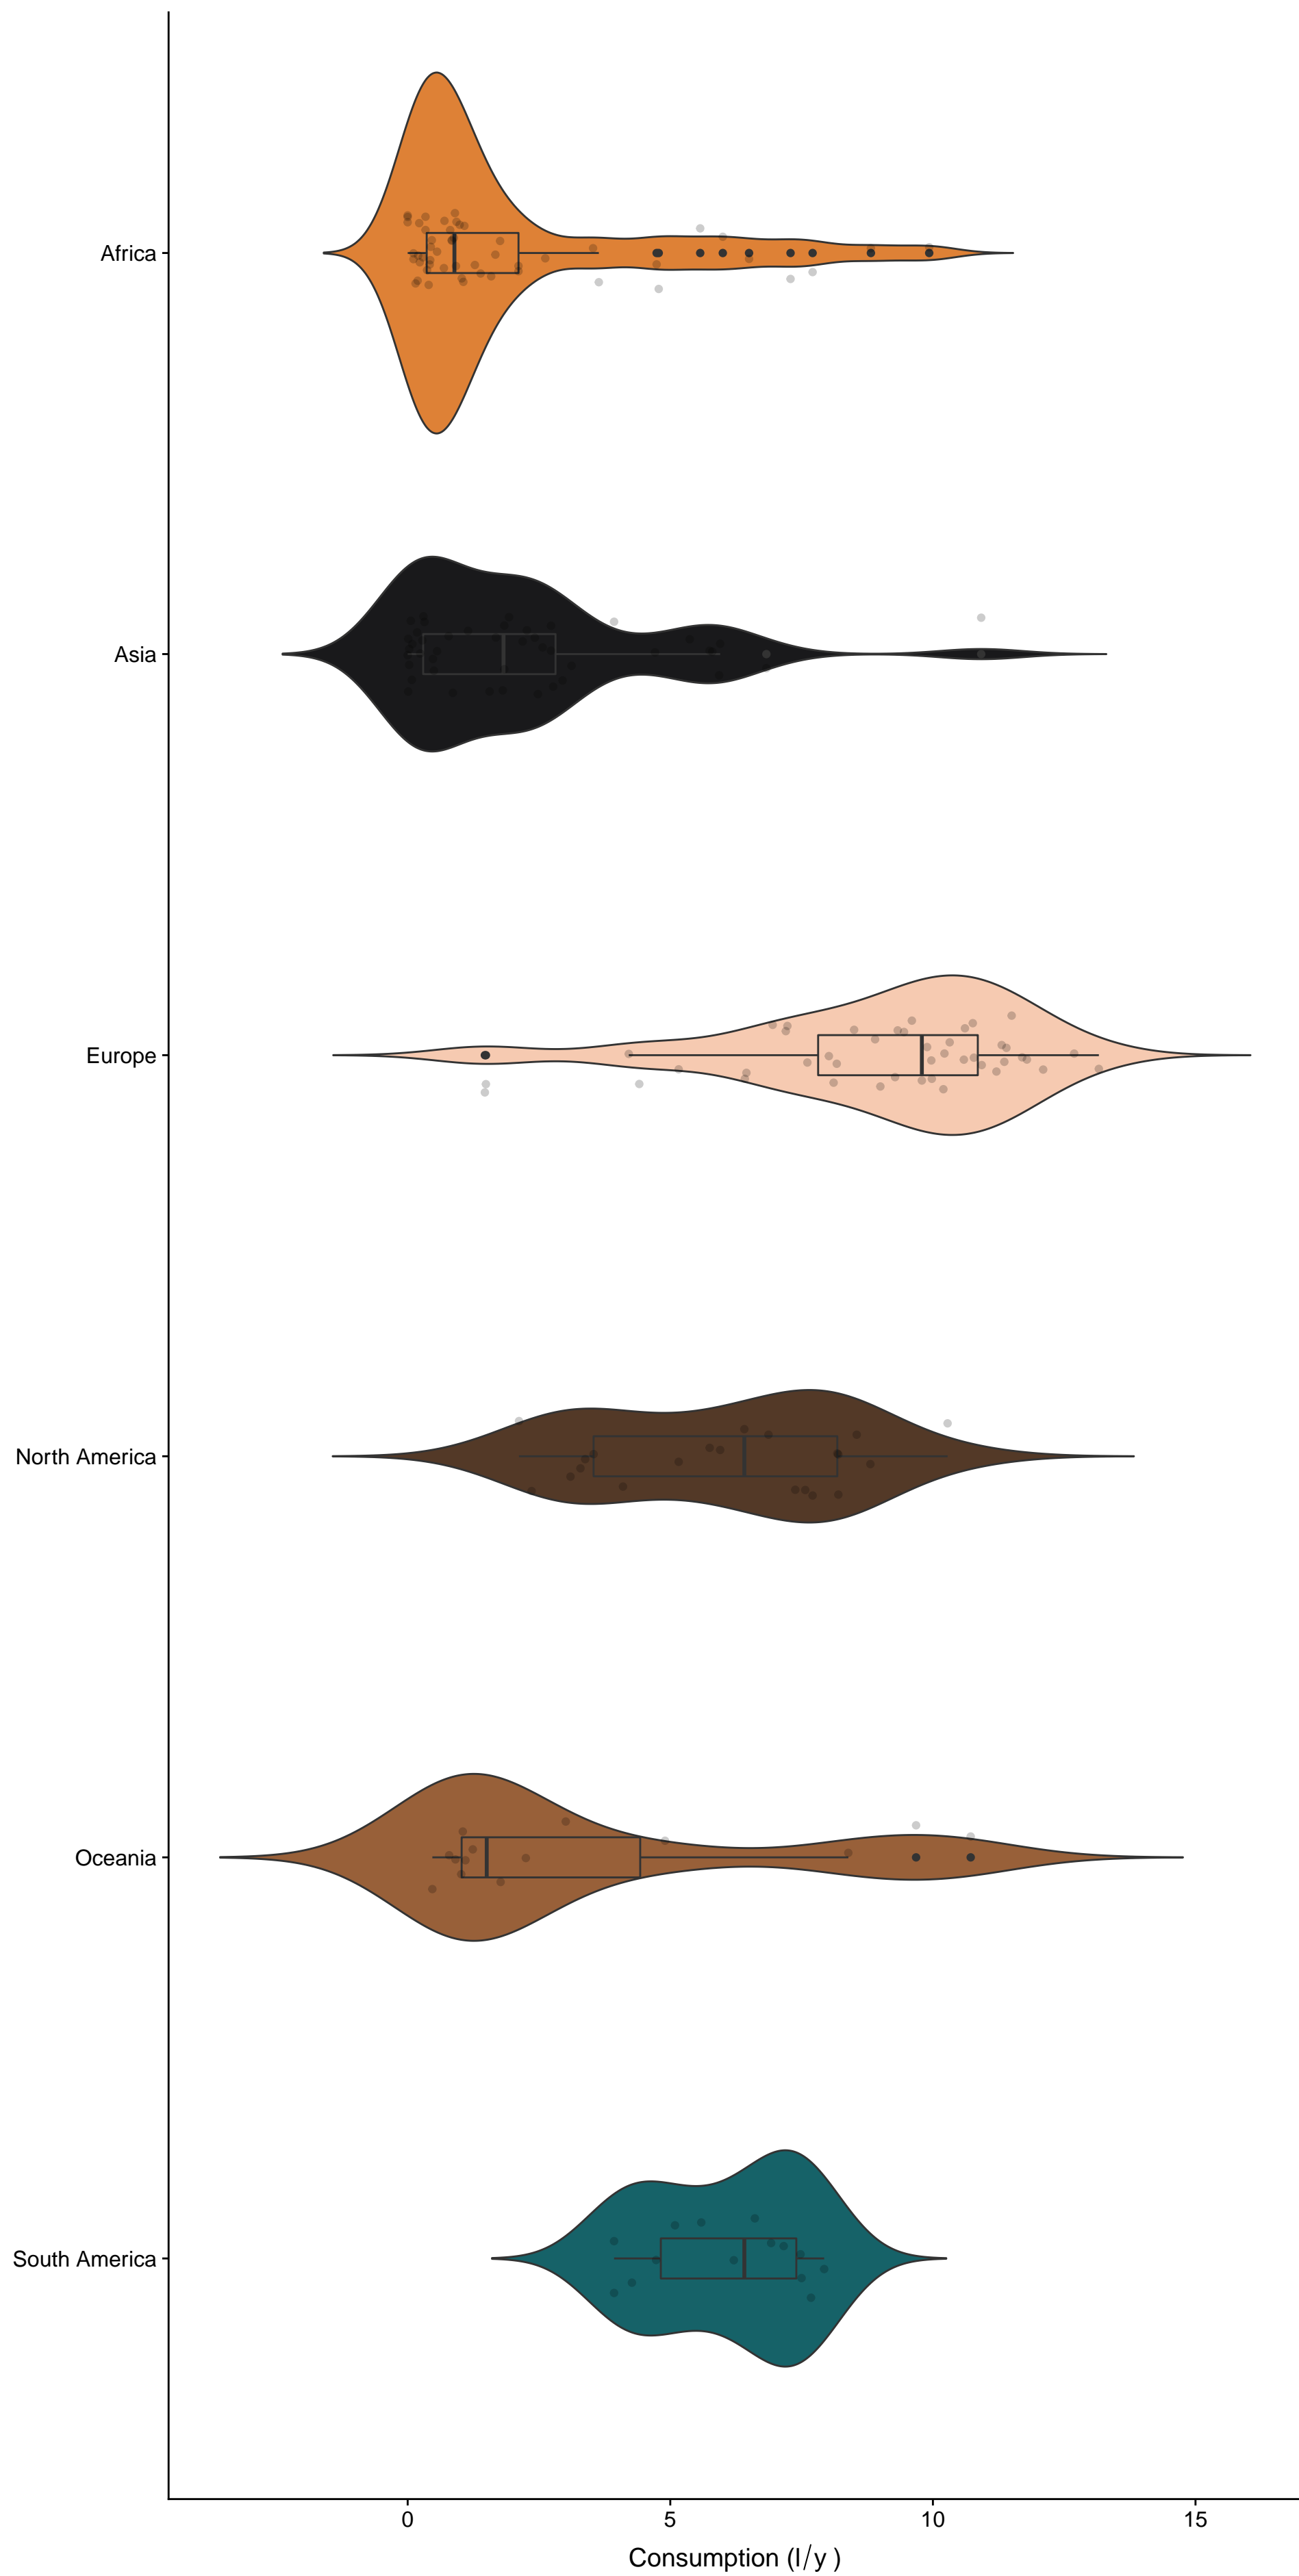 Africa
Asia
Europe
North America
Oceania
South America
0 5 10 15
Consumption (l/y )